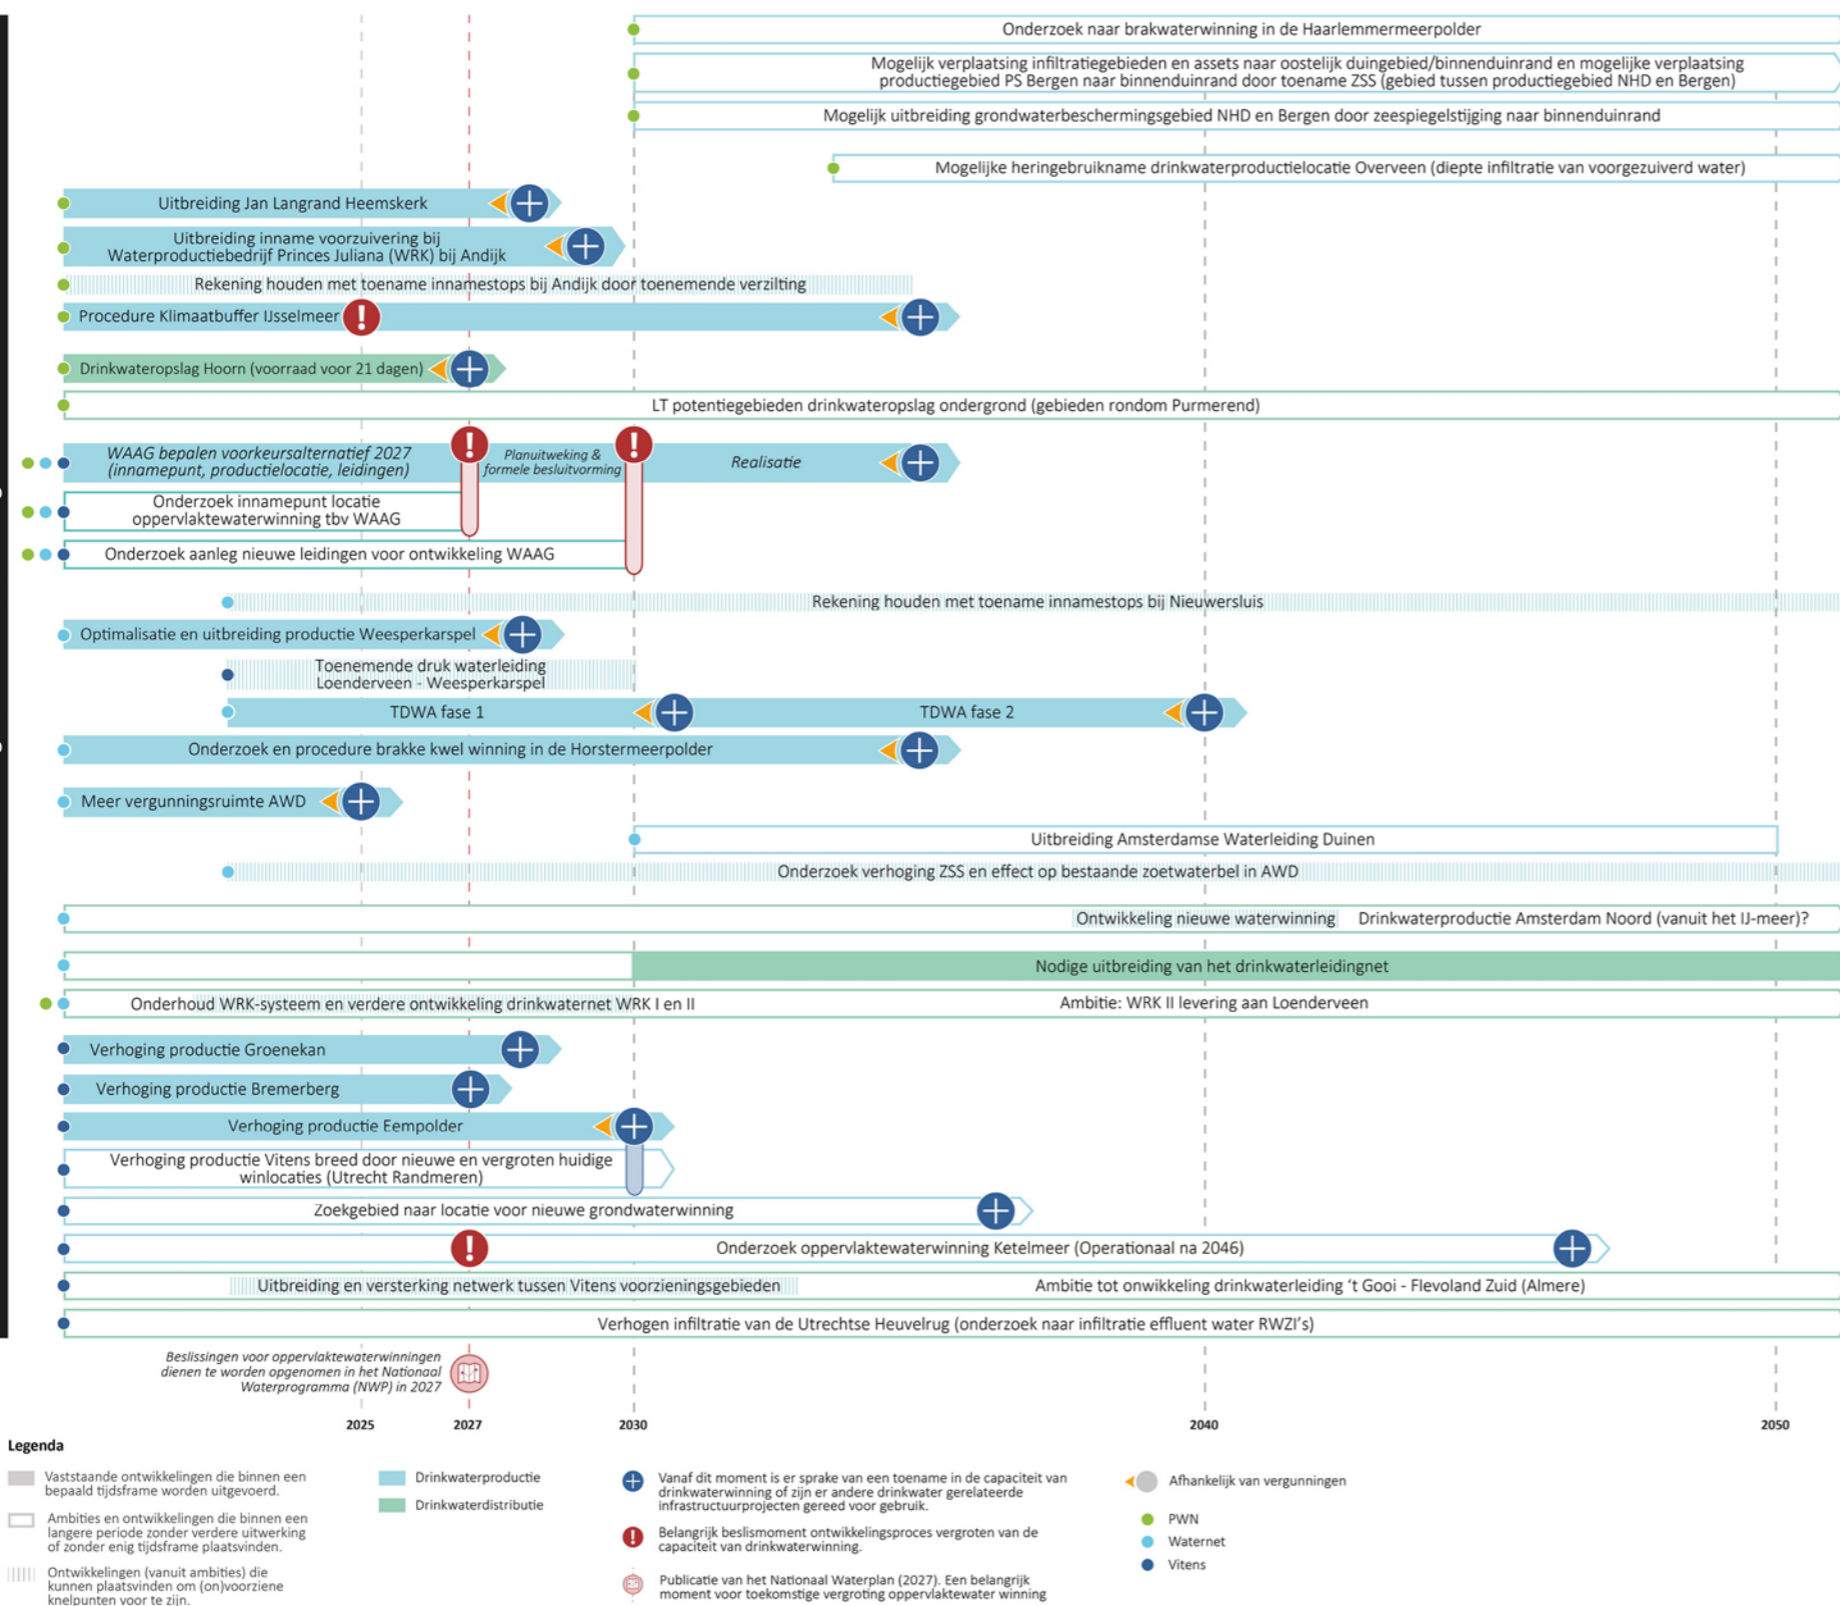 Onderzoek naar brakwaterwinning in de Haarlemmermeerpolder
Mogelijk verplaatsing infiltratiegebieden en assets naar oostelijk duingebied/binnenduinrand en mogelijke verplaatsing
productiegebied PS Bergen naar binnenduinrand door toename ZSS (gebied tussen productiegebied NHD en Bergen)
Mogelijk uitbreiding grondwaterbeschermingsgebied NHD en Bergen door zeespiegelstijging naar binnenduinrand
Mogelijke heringebruikname drinkwaterproductielocatie Overveen (diepte infiltratie van voorgezuiverd water)
Uitbreiding Jan Langrand Heemskerk
Uitbreiding inname voorzuivering bij
Waterproductiebedrijf Princes Juliana (WRK) bij Andijk
Rekening houden met toename innamestops bij Andijk door toenemende verzilting
Procedure Klimaatbuffer IJsselmeer
Drinkwateropslag Hoorn (voorraad voor 21 dagen)
LT potentiegebieden drinkwateropslag ondergrond (gebieden rondom Purmerend)
WAAG bepalen voorkeursalternatief 2027
(innamepunt, productielocatie, leidingen)
Planuitweking &
formele besluitvorming
Realisatie
Onderzoek innamepunt locatie
oppervlaktewaterwinning tbv WAAG
Onderzoek aanleg nieuwe leidingen voor ontwikkeling WAAG
Rekening houden met toename innamestops bij Nieuwersluis
Optimalisatie en uitbreiding productie Weesperkarspel
Toenemende druk waterleiding
Loenderveen - Weesperkarspel
TDWA fase 1
TDWA fase 2
Onderzoek en procedure brakke kwel winning in de Horstermeerpolder
Meer vergunningsruimte AWD
Uitbreiding Amsterdamse Waterleiding Duinen
Onderzoek verhoging ZSS en effect op bestaande zoetwaterbel in AWD
Ontwikkeling nieuwe waterwinning Drinkwaterproductie Amsterdam Noord (vanuit het IJ-meer)?
Nodige uitbreiding van het drinkwaterleidingnet
Onderhoud WRK-systeem en verdere ontwikkeling drinkwaternet WRK I en II
Ambitie: WRK II levering aan Loenderveen
Verhoging productie Groenekan
Verhoging productie Bremerberg
Verhoging productie Eempolder
Verhoging productie Vitens breed door nieuwe en vergroten huidige
winlocaties (Utrecht Randmeren)
Zoekgebied naar locatie voor nieuwe grondwaterwinning
Onderzoek oppervlaktewaterwinning Ketelmeer (Operationaal na 2046)
Uitbreiding en versterking netwerk tussen Vitens voorzieningsgebieden
Ambitie tot onwikkeling drinkwaterleiding ‘t Gooi - Flevoland Zuid (Almere)
Verhogen infiltratie van de Utrechtse Heuvelrug (onderzoek naar infiltratie effluent water RWZI’s)
Beslissingen voor oppervlaktewaterwinningen
dienen te worden opgenomen in het Nationaal
Waterprogramma (NWP) in 2027
2025 2027 2030 2040 2050
Legenda
Vaststaande ontwikkelingen die binnen een
bepaald tijdsframe worden uitgevoerd.
Ambities en ontwikkelingen die binnen een
langere periode zonder verdere uitwerking
of zonder enig tijdsframe plaatsvinden.
Ontwikkelingen (vanuit ambities) die
kunnen plaatsvinden om (on)voorziene
knelpunten voor te zijn.
Drinkwaterproductie
Drinkwaterdistributie
Vanaf dit moment is er sprake van een toename in de capaciteit van
drinkwaterwinning of zijn er andere drinkwater gerelateerde
infrastructuurprojecten gereed voor gebruik.
Belangrijk beslismoment ontwikkelingsproces vergroten van de
capaciteit van drinkwaterwinning.
Publicatie van het Nationaal Waterplan (2027). Een belangrijk
moment voor toekomstige vergroting oppervlaktewater winning
Afhankelijk van vergunningen
PWN
Waternet
Vitens